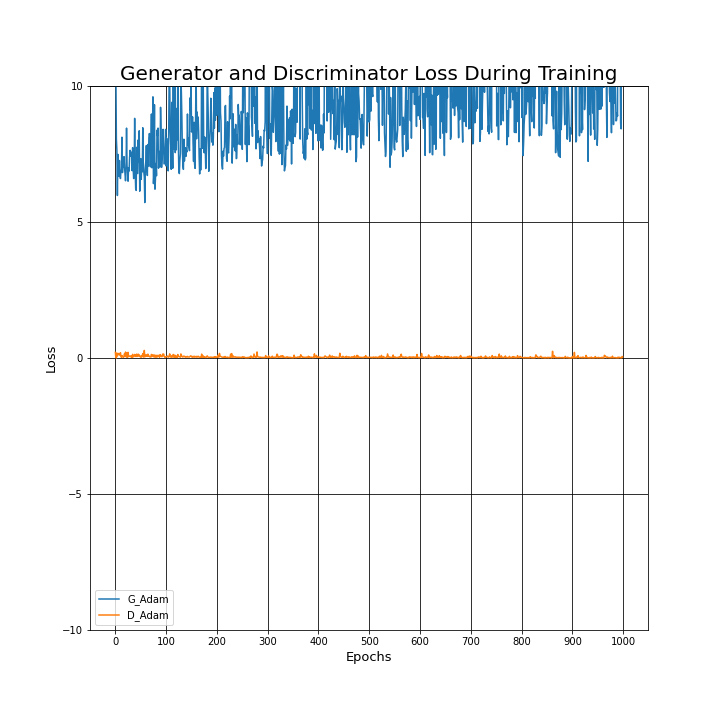 Generator and Discriminator Loss During Training
10
5
0
−5
−10
Loss
G_Adam
D_Adam
0 100 200 300 400 500 600 700 800 900 1000
Epochs